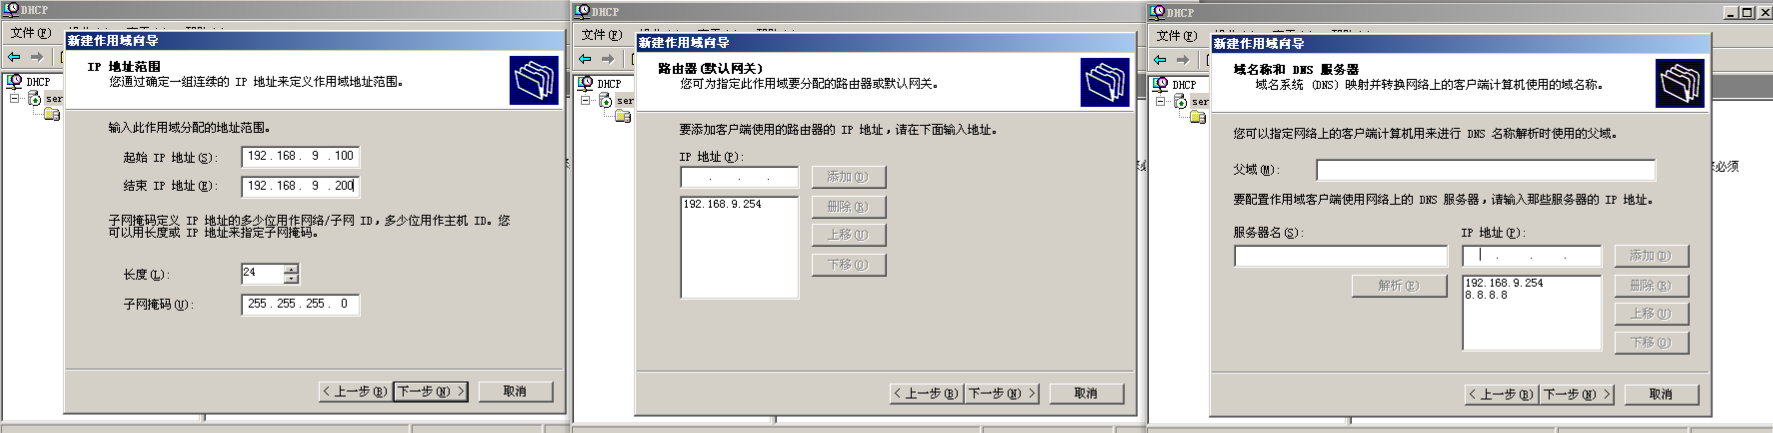 DHCP
文件(F)
DHCP
ser
新建作用域向导
IP 地址范围
您通过确定一组连续的 IP 地址来定义作用域地址范围。
输入此作用域分配的地址范围。
起始 IP 地址(S):
192.168. 9 .100
结束 IP 地址(E):
192.168. 9 .200
子网掩码定义 IP 地址的多少位用作网络/子网 ID，多少位用作主机 ID。您
可以用长度或 IP 地址来指定子网掩码。
长度(L):
24
子网掩码(U):
255.255.255. 0
< 上一步(B)
下一步(N) >
取消
DHCP
文件(F)
DHCP
ser
新建作用域向导
路由器(默认网关)
您可为指定此作用域要分配的路由器或默认网关。
要添加客户端使用的路由器的 IP 地址，请在下面输入地址。
IP 地址(P):
. . .
添加(D)
192.168.9.254
删除(R)
上移(U)
下移(O)
< 上一步(B)
下一步(N) >
取消
DHCP
文件(F)
DHCP
ser
新建作用域向导
域名称和 DNS 服务器
域名系统 (DNS) 映射并转换网络上的客户端计算机使用的域名称。
您可以指定网络上的客户端计算机用来进行 DNS 名称解析时使用的父域。
父域(M):
必须
要配置作用域客户端使用网络上的 DNS 服务器，请输入那些服务器的 IP 地址。
服务器名(S):
IP 地址(P):
. . .
添加(D)
解析(E)
192.168.9.254
8.8.8.8
删除(R)
上移(U)
下移(O)
< 上一步(B)
下一步(N) >
取消